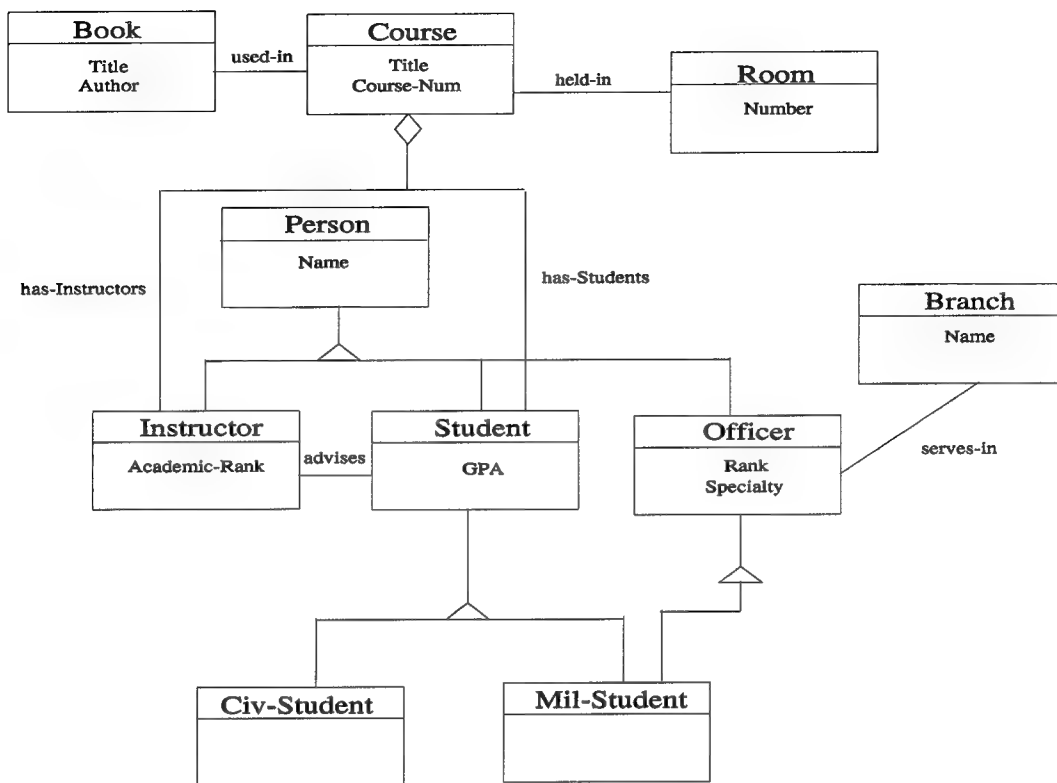 Book
Title
Author
used-in
Course
Title
Course-Num
held-in
Room
Number
Person
Name
has-Instructors
has-Students
Branch
Name
Instructor
Academic-Rank
advises
Student
GPA
Officer
Rank
Specialty
serves-in
Civ-Student
Mil-Student